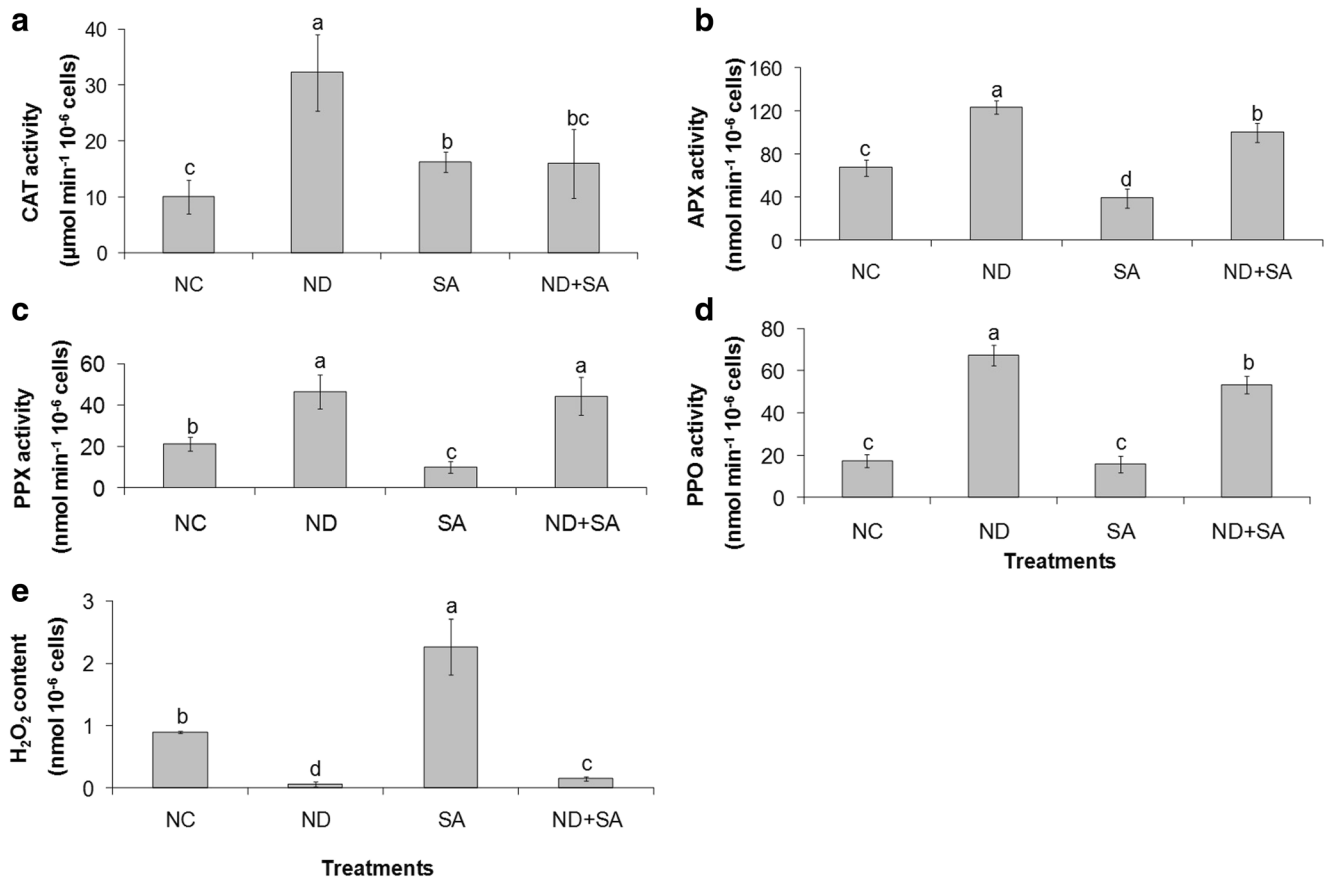 a
CAT activity
(µmol min⁻¹ 10⁻⁶ cells)
40
30
20
10
0
c
a
b
bc
NC ND SA ND+SA
b
APX activity
(nmol min⁻¹ 10⁻⁶ cells)
160
120
80
40
0
c
a
d
b
NC ND SA ND+SA
c
PPX activity
(nmol min⁻¹ 10⁻⁶ cells)
60
40
20
0
b
a
c
a
NC ND SA ND+SA
d
PPO activity
(nmol min⁻¹ 10⁻⁶ cells)
80
60
40
20
0
c
a
c
b
NC ND SA ND+SA
Treatments
e
H₂O₂ content
(nmol 10⁻⁶ cells)
3
2
1
0
b
d
a
c
NC ND SA ND+SA
Treatments